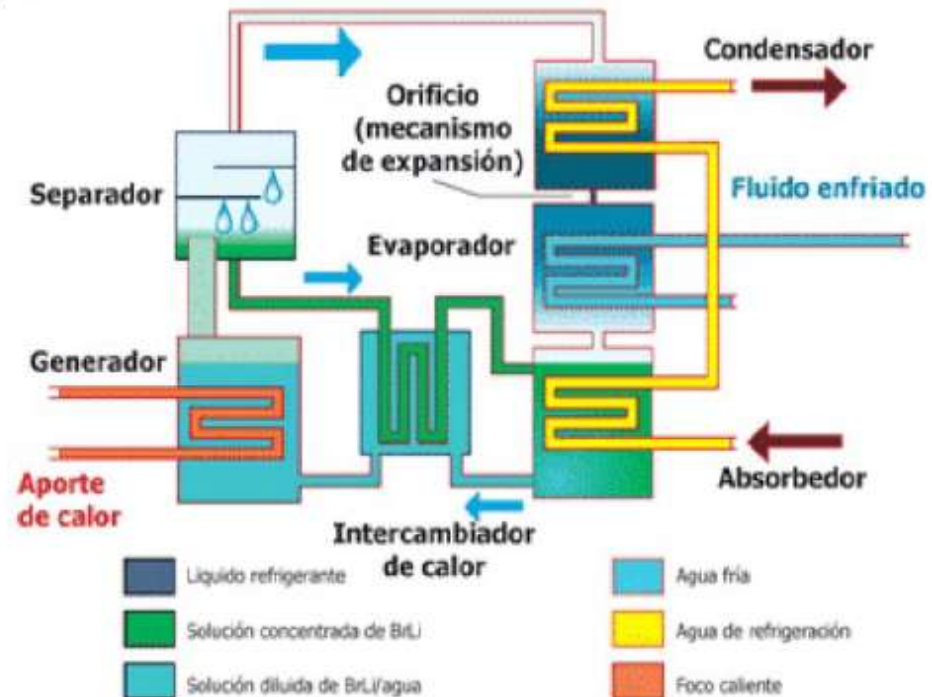 Condensador
Orificio
(mecanismo
de expansión)
Separador
Fluido enfriado
Evaporador
Generador
Aporte
de calor
Absorbedor
Intercambiador
de calor
Líquido refrigerante
Agua fría
Solución concentrada de BrLi
Agua de refrigeración
Solución diluida de BrLi/agua
Foco caliente